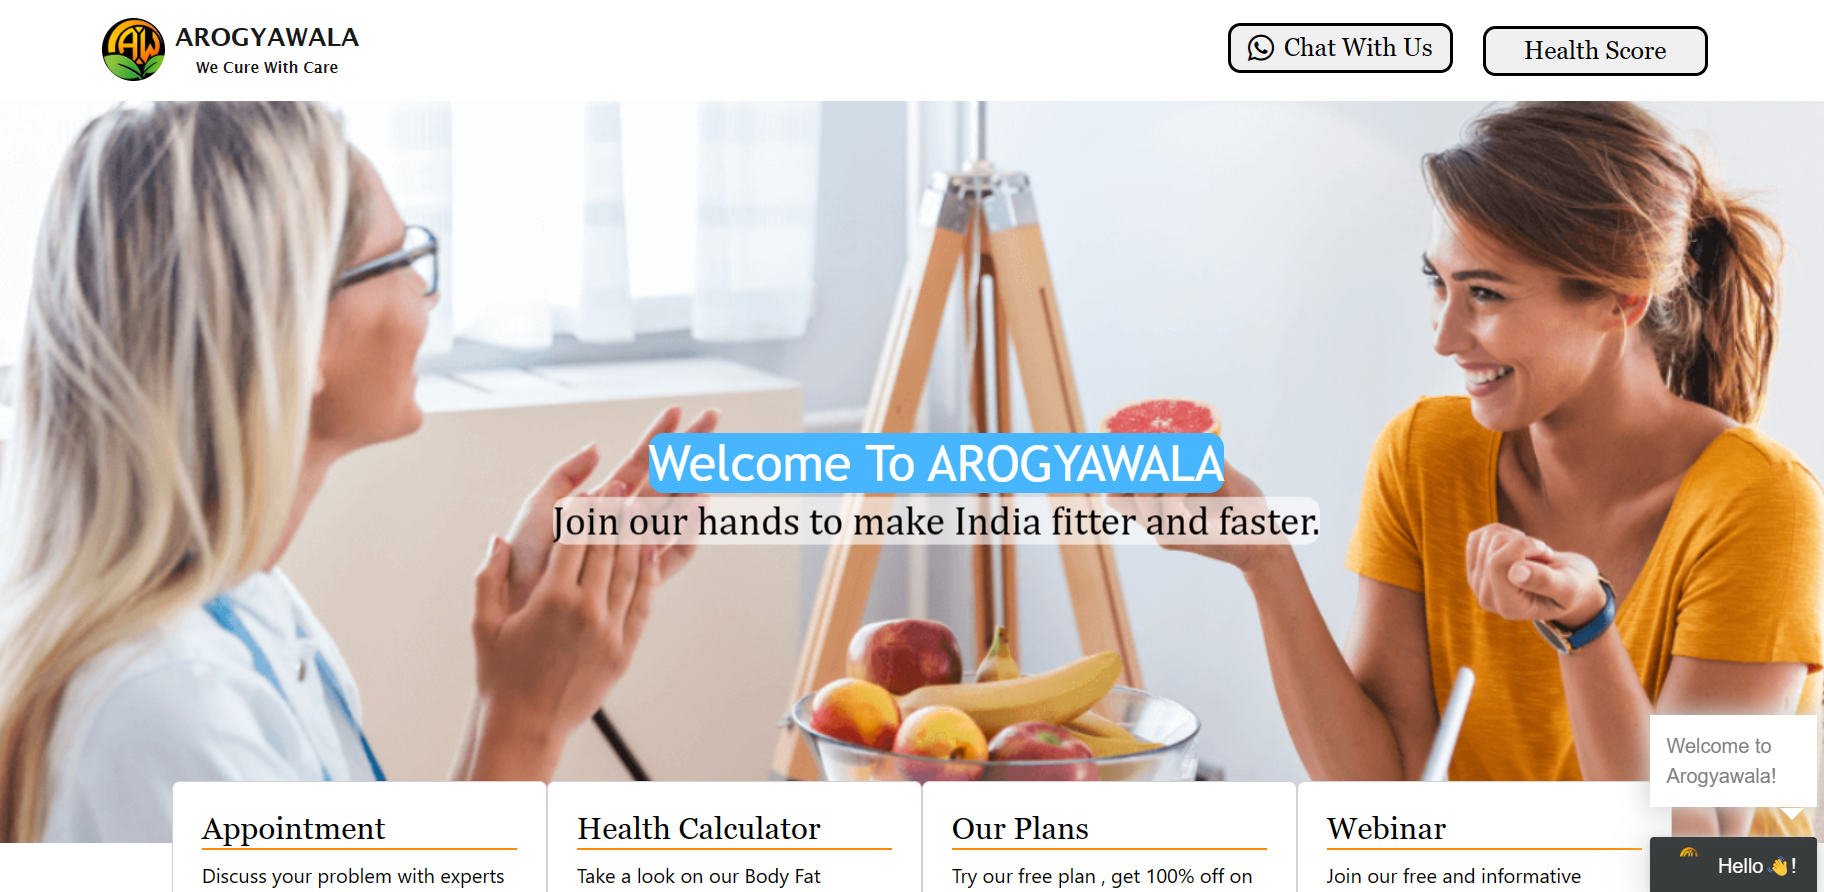 AW
AROGYAWALA
We Cure With Care
Chat With Us
Health Score
Welcome To AROGYAWALA
Join our hands to make India fitter and faster.
Appointment
Discuss your problem with experts
Health Calculator
Take a look on our Body Fat
Our Plans
Try our free plan , get 100% off on
Webinar
Join our free and informative
Welcome to
Arogyawala!
Hello 👋!